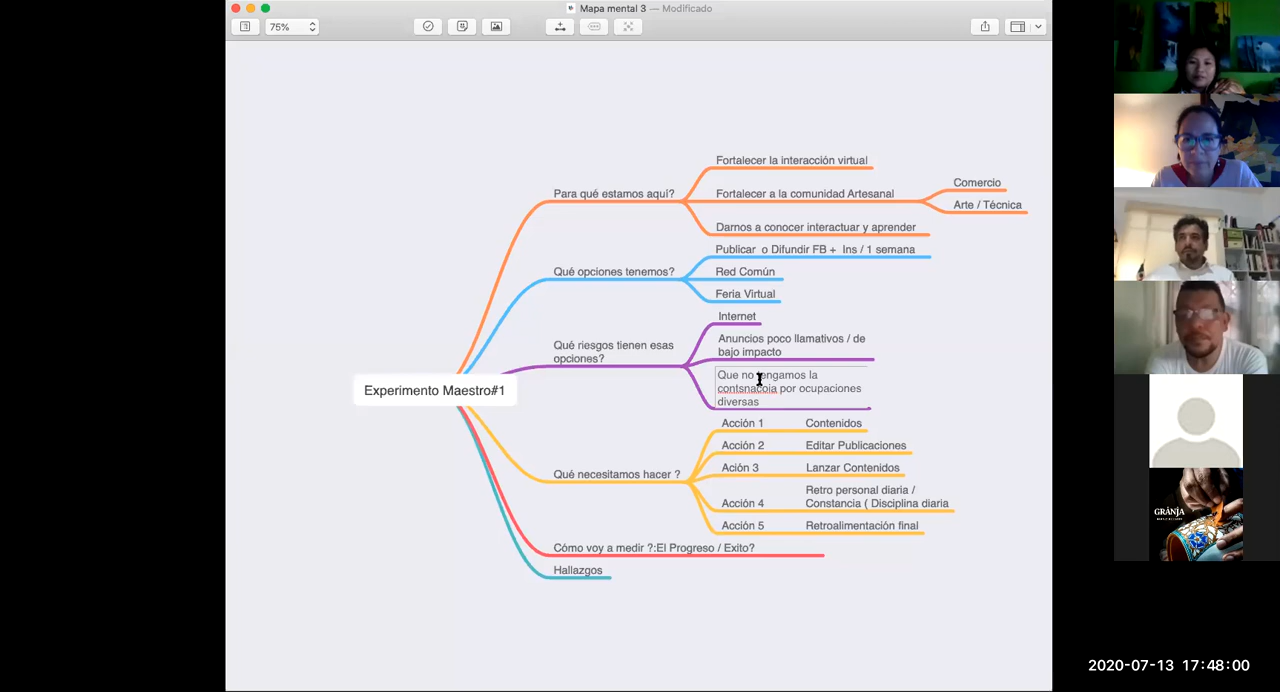 Mapa mental 3 — Modificado
75%
Fortalecer la interacción virtual
Para qué estamos aquí?
Fortalecer a la comunidad Artesanal
Comercio
Arte / Técnica
Darnos a conocer interactuar y aprender
Qué opciones tenemos?
Publicar o Difundir FB + Ins / 1 semana
Red Común
Feria Virtual
Qué riesgos tienen esas
opciones?
Internet
Anuncios poco llamativos / de
bajo impacto
Que no tengamos la
contsnacoia por ocupaciones
diversas
Experimento Maestro#1
Qué necesitamos hacer ?
Acción 1 Contenidos
Acción 2 Editar Publicaciones
Ación 3 Lanzar Contenidos
Retro personal diaria /
Acción 4 Constancia ( Disciplina diaria
Acción 5 Retroalimentación final
Cómo voy a medir ?:El Progreso / Exito?
Hallazgos
GRÁNJA
2020-07-13 17:48:00